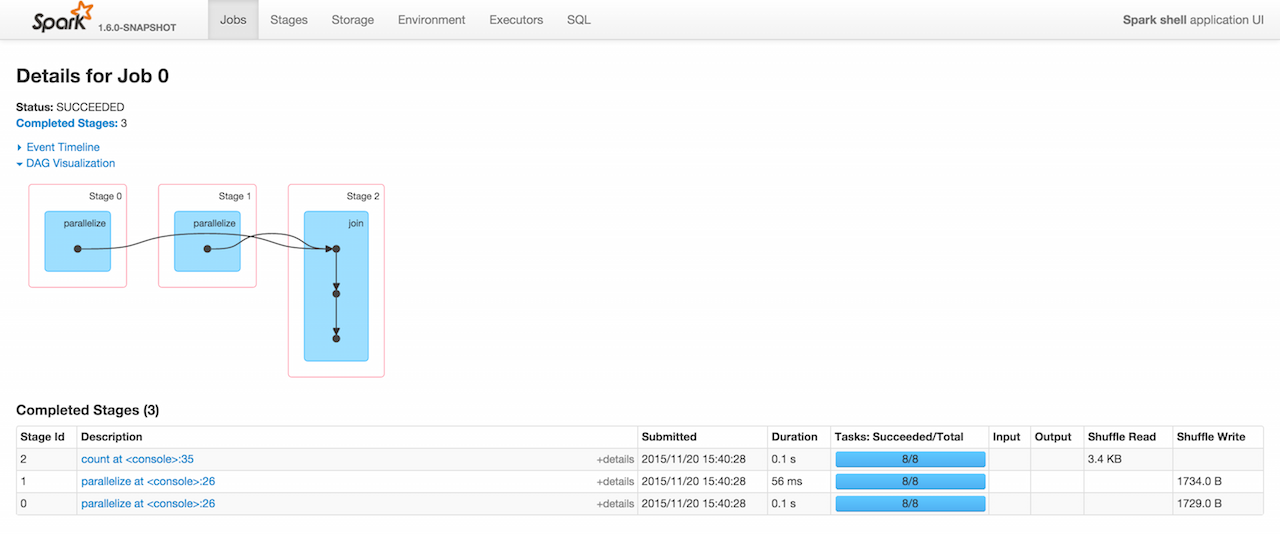 Spark 1.6.0-SNAPSHOT Jobs Stages Storage Environment Executors SQL Spark shell application UI
Details for Job 0
Status: SUCCEEDED
Completed Stages: 3
Event Timeline
DAG Visualization
Stage 0 Stage 1 Stage 2
parallelize parallelize join
Completed Stages (3)
Stage Id Description Submitted Duration Tasks: Succeeded/Total Input Output Shuffle Read Shuffle Write
2 count at <console>:35 +details 2015/11/20 15:40:28 0.1 s 8/8 3.4 KB
1 parallelize at <console>:26 +details 2015/11/20 15:40:28 56 ms 8/8 1734.0 B
0 parallelize at <console>:26 +details 2015/11/20 15:40:28 0.1 s 8/8 1729.0 B